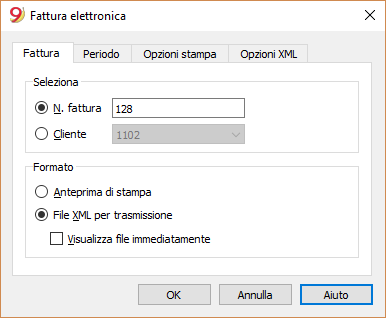 9 Fattura elettronica
Fattura Periodo Opzioni stampa Opzioni XML
Seleziona
N. fattura 128
Cliente 1102
Formato
Anteprima di stampa
File XML per trasmissione
Visualizza file immediatamente
OK Annulla Aiuto